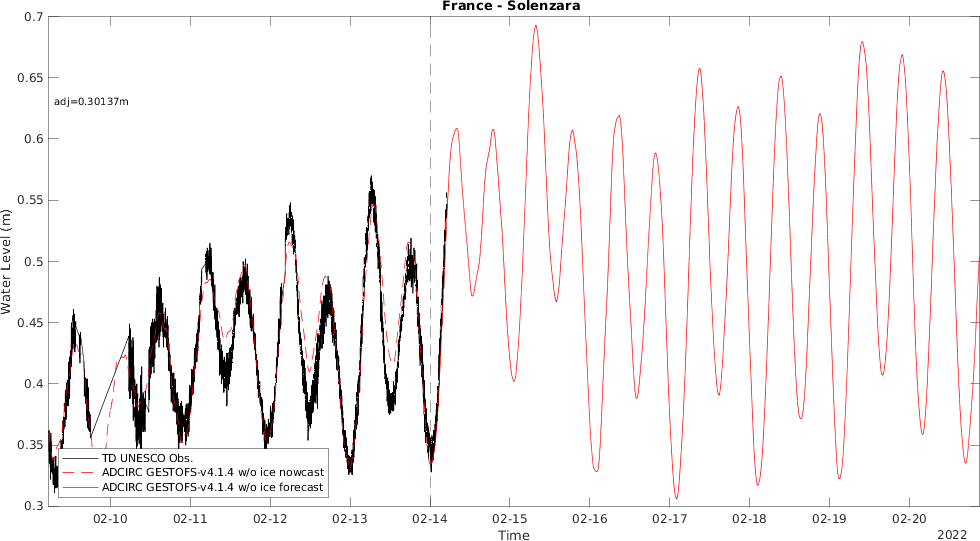 France - Solenzara
0.7
0.65
adj=0.30137m
0.6
0.55
0.5
0.45
0.4
0.35
0.3
Water Level (m)
TD UNESCO Obs.
ADCIRC GESTOFS-v4.1.4 w/o ice nowcast
ADCIRC GESTOFS-v4.1.4 w/o ice forecast
02-10 02-11 02-12 02-13 02-14 02-15 02-16 02-17 02-18 02-19 02-20
Time
2022